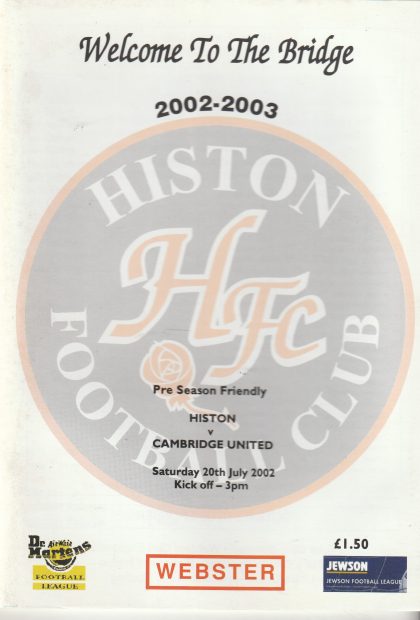 Welcome To The Bridge
2002-2003
HISTON
HFC
FOOTBALL CLUB
Pre Season Friendly
HISTON
v
CAMBRIDGE UNITED
Saturday 20th July 2002
Kick off – 3pm
£1.50
Dr. AirWair
Martens
FOOTBALL
LEAGUE
WEBSTER
JEWSON
JEWSON FOOTBALL LEAGUE